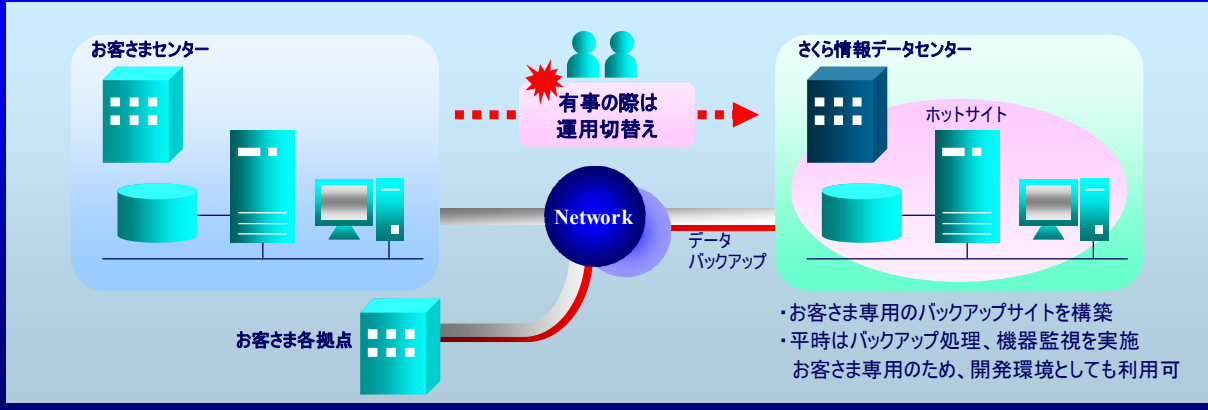 お客さまセンター
さくら情報データセンター
有事の際は
運用切替え
ホットサイト
Network
データ
バックアップ
お客さま各拠点
・お客さま専用のバックアップサイトを構築
・平時はバックアップ処理、機器監視を実施
お客さま専用のため、開発環境としても利用可